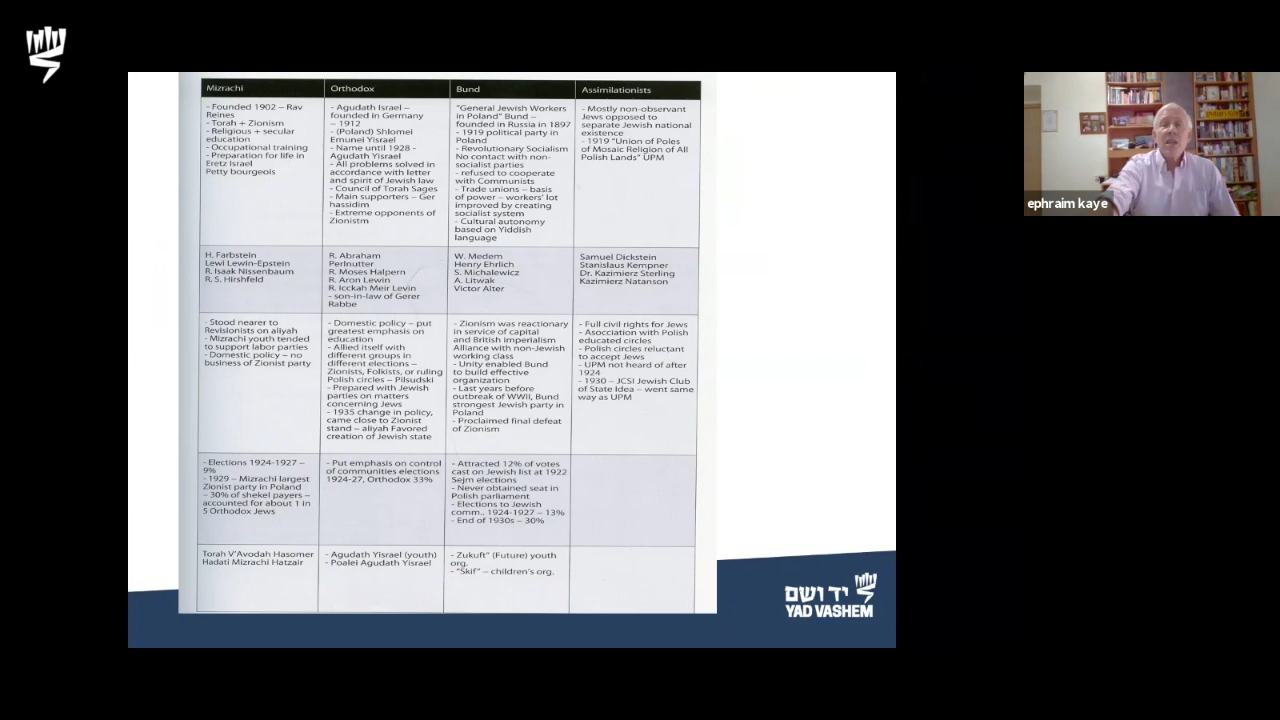 Mizrachi
- Founded 1902 – Rav
Reines
- Torah + Zionism
- Religious + secular
education
- Occupational training
- Preparation for life in
Eretz Israel
Petty bourgeois
Orthodox
- Agudath Israel –
founded in Germany
– 1912
- (Poland) Shlomei
Emunei Yisrael
- Name until 1928 -
Agudath Yisrael
- All problems solved in
accordance with letter
and spirit of Jewish law
- Council of Torah Sages
- Main supporters – Ger
hassidim
- Extreme opponents of
Zionistm
Bund
"General Jewish Workers
in Poland" Bund –
founded in Russia in 1897
- 1919 political party in
Poland
- Revolutionary Socialism
No contact with non-
socialist parties
- refused to cooperate
with Communists
- Trade unions – basis
of power – workers' lot
improved by creating
socialist system
- Cultural autonomy
based on Yiddish
language
Assimilationists
- Mostly non-observant
Jews opposed to
separate Jewish national
existence
- 1919 "Union of Poles
of Mosaic Religion of All
Polish Lands" UPM
H. Farbstein
Lewi Lewin-Epstein
R. Isaak Nissenbaum
R. S. Hirshfeld
R. Abraham
Perlnutter
R. Moses Halpern
R. Aron Lewin
R. Icckah Meir Levin
- son-in-law of Gerer
Rabbe
W. Medem
Henry Ehrlich
S. Michalewicz
A. Litwak
Victor Alter
Samuel Dickstein
Stanislaus Kempner
Dr. Kazimierz Sterling
Kazimierz Natanson
- Stood nearer to
Revisionists on aliyah
- Mizrachi youth tended
to support labor parties
- Domestic policy – no
business of Zionist party
- Domestic policy – put
greatest emphasis on
education
- Allied itself with
different groups in
different elections –
Zionists, Folkists, or ruling
Polish circles – Pilsudski
- Prepared with Jewish
parties on matters
concerning Jews
- 1935 change in policy,
came close to Zionist
stand – aliyah Favored
creation of Jewish state
- Zionism was reactionary
in service of capital
and British imperialism
Alliance with non-Jewish
working class
- Unity enabled Bund
to build effective
organization
- Last years before
outbreak of WWII, Bund
strongest Jewish party in
Poland
- Proclaimed final defeat
of Zionism
- Full civil rights for Jews
- Asocciation with Polish
educated circles
- Polish circles reluctant
to accept Jews
- UPM not heard of after
1924
- 1930 – JCSI Jewish Club
of State Idea – went same
way as UPM
- Elections 1924-1927 –
9%
- 1929 – Mizrachi largest
Zionist party in Poland
– 30% of shekel payers –
accounted for about 1 in
5 Orthodox Jews
- Put emphasis on control
of communities elections
1924-27, Orthodox 33%
- Attracted 12% of votes
cast on Jewish list at 1922
Sejm elections
- Never obtained seat in
Polish parliament
- Elections to Jewish
comm.. 1924-1927 – 13%
- End of 1930s – 30%
Torah V'Avodah Hasomer
Hadati Mizrachi Hatzair
- Agudath Yisrael (youth)
- Poalei Agudath Yisrael
- Zukuft" (Future) youth
org.
- "Skif" – children's org.
יד ושם
YAD VASHEM
ephraim kaye